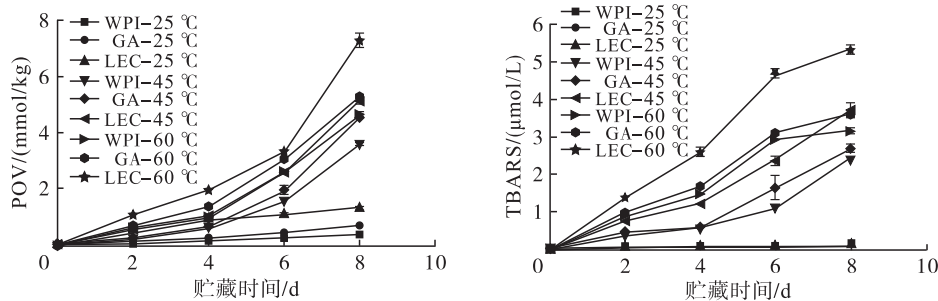 8
6
4
2
0
2
4
6
8
10
POV/(mmol/kg)
贮藏时间/d
WPI-25 ℃
GA-25 ℃
LEC-25 ℃
WPI-45 ℃
GA-45 ℃
LEC-45 ℃
WPI-60 ℃
GA-60 ℃
LEC-60 ℃
6
5
4
3
2
1
0
2
4
6
8
10
TBARS/(μmol/L)
贮藏时间/d
WPI-25 ℃
GA-25 ℃
LEC-25 ℃
WPI-45 ℃
GA-45 ℃
LEC-45 ℃
WPI-60 ℃
GA-60 ℃
LEC-60 ℃